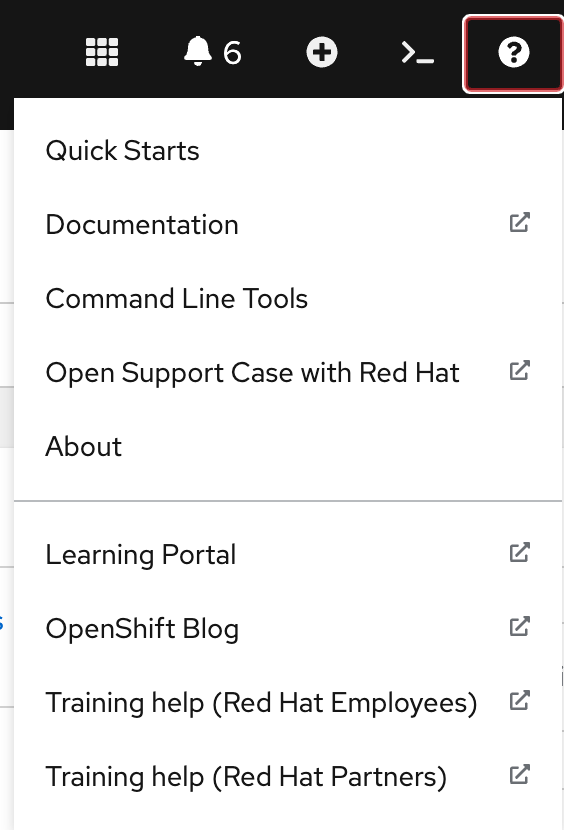 6
Quick Starts
Documentation
Command Line Tools
Open Support Case with Red Hat
About
Learning Portal
OpenShift Blog
Training help (Red Hat Employees)
Training help (Red Hat Partners)